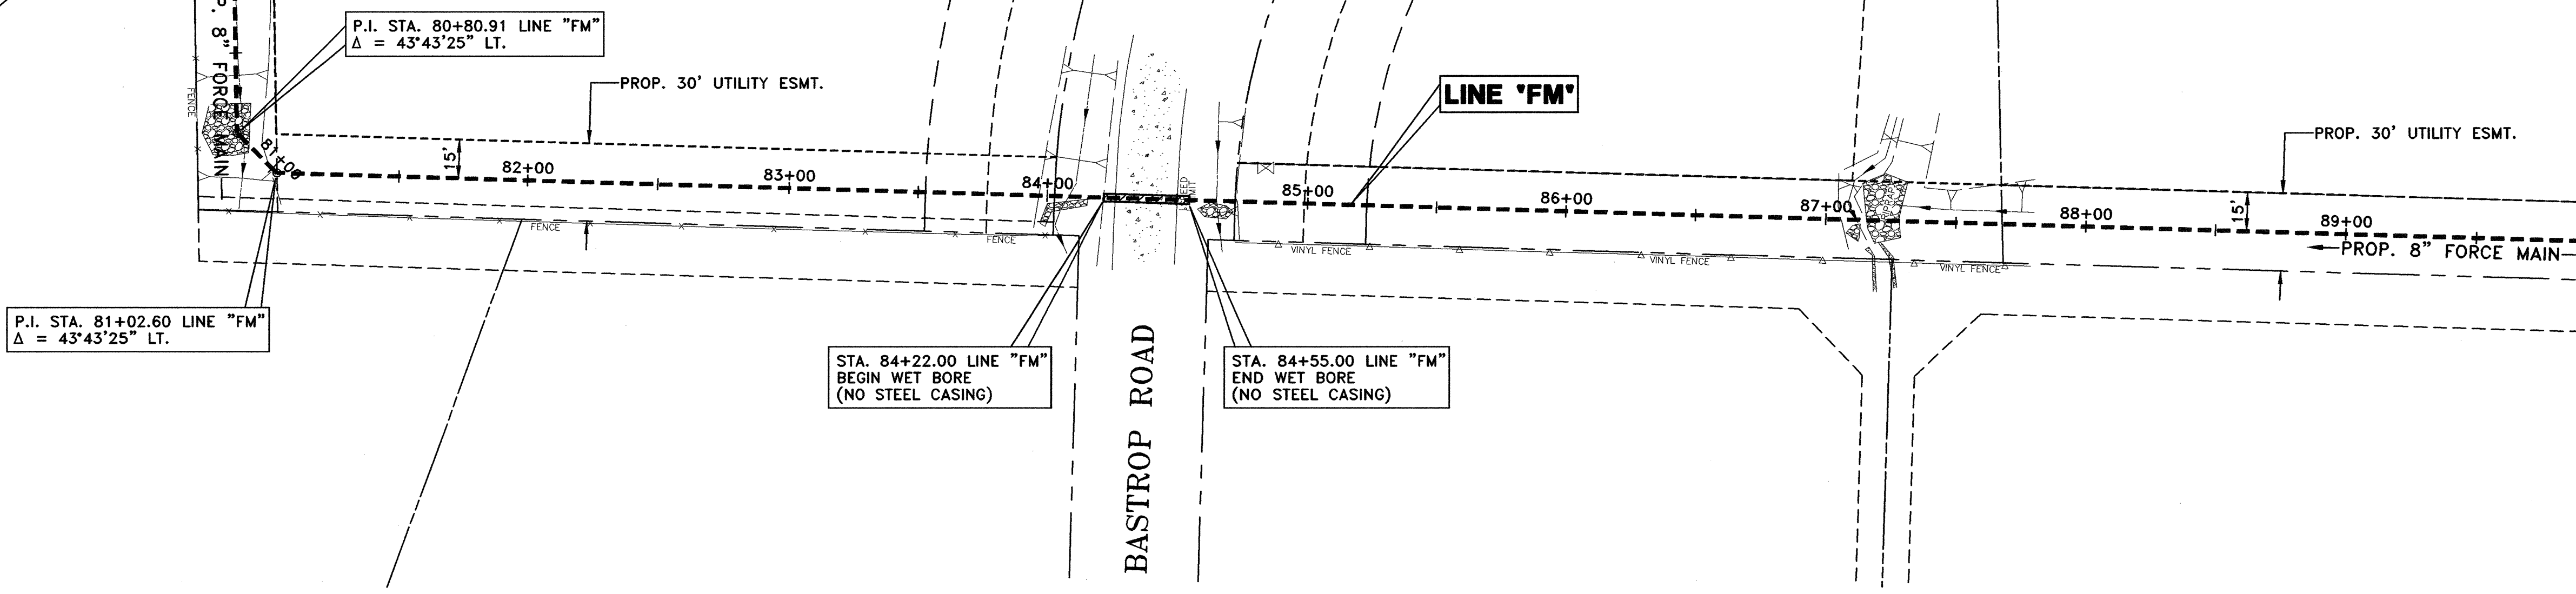 P.I. STA. 80+80.91 LINE "FM"
Δ = 43°43'25" LT.
P. 8" FORCE MAIN
FENCE
PROP. 30' UTILITY ESMT.
LINE "FM"
PROP. 30' UTILITY ESMT.
81+00
15'
82+00
83+00
84+00
85+00
86+00
87+00
88+00
15'
89+00
PROP. 8" FORCE MAIN
FENCE
FENCE
VINYL FENCE
VINYL FENCE
VINYL FENCE
P.I. STA. 81+02.60 LINE "FM"
Δ = 43°43'25" LT.
STA. 84+22.00 LINE "FM"
BEGIN WET BORE
(NO STEEL CASING)
BASTROP ROAD
STA. 84+55.00 LINE "FM"
END WET BORE
(NO STEEL CASING)